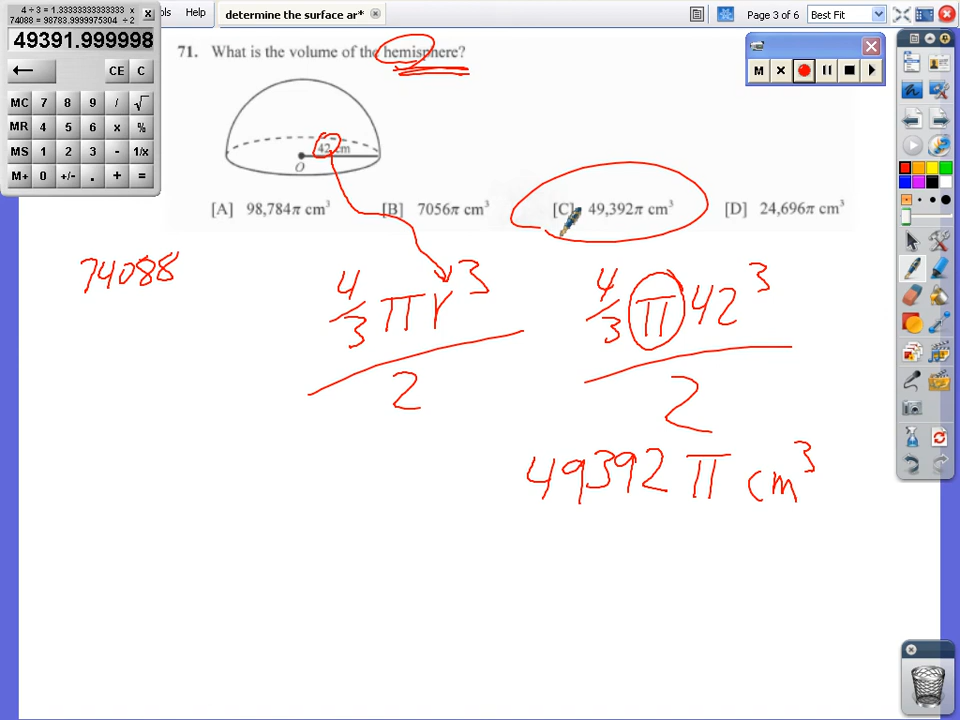 4 ÷ 3 = 1.33333333333333 x
74088 = 98783.9999975304 ÷ 2
49391.999998
← CE C
MC 7 8 9 / √
MR 4 5 6 x %
MS 1 2 3 - 1/x
M+ 0 +/- . + =
ols Help
determine the surface ar*
Page 3 of 6 Best Fit
M
71. What is the volume of the hemisphere?
42 cm
O
[A] 98,784π cm³ [B] 7056π cm³ [C] 49,392π cm³ [D] 24,696π cm³
74088
4/3 π r³
2
4/3 π 42³
2
49392 π cm³